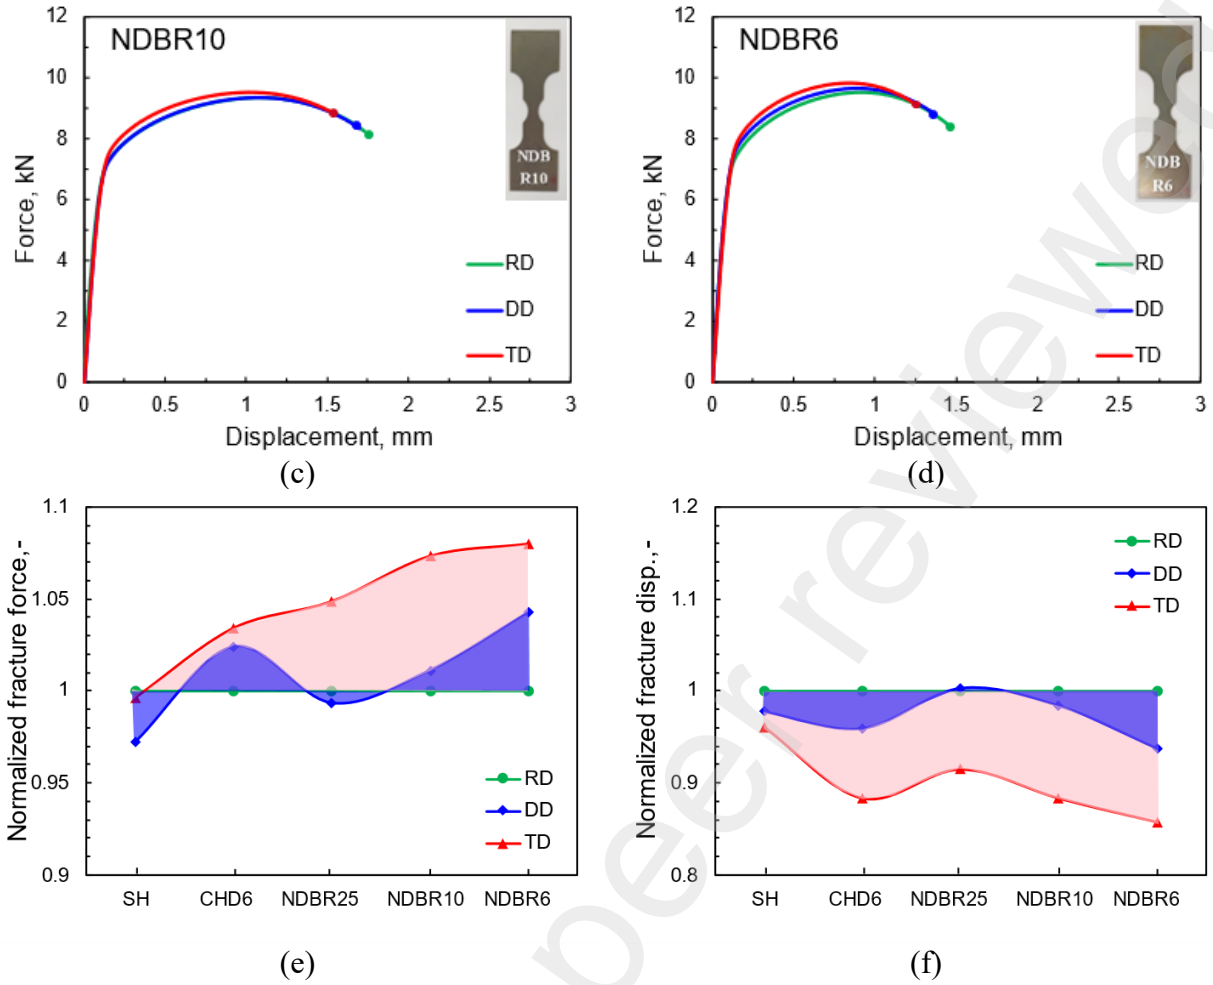 12
10
8
6
4
2
0
Force, kN
NDBR10
NDB
R10
RD
DD
TD
0 0.5 1 1.5 2 2.5 3
Displacement, mm
(c)
12
10
8
6
4
2
0
Force, kN
NDBR6
NDB
R6
RD
DD
TD
0 0.5 1 1.5 2 2.5 3
Displacement, mm
(d)
1.1
1.05
1
0.95
0.9
Normalized fracture force,-
RD
DD
TD
SH CHD6 NDBR25 NDBR10 NDBR6
(e)
1.2
1.1
1
0.9
0.8
Normalized fracture disp.,-
RD
DD
TD
SH CHD6 NDBR25 NDBR10 NDBR6
(f)
peer reviewed